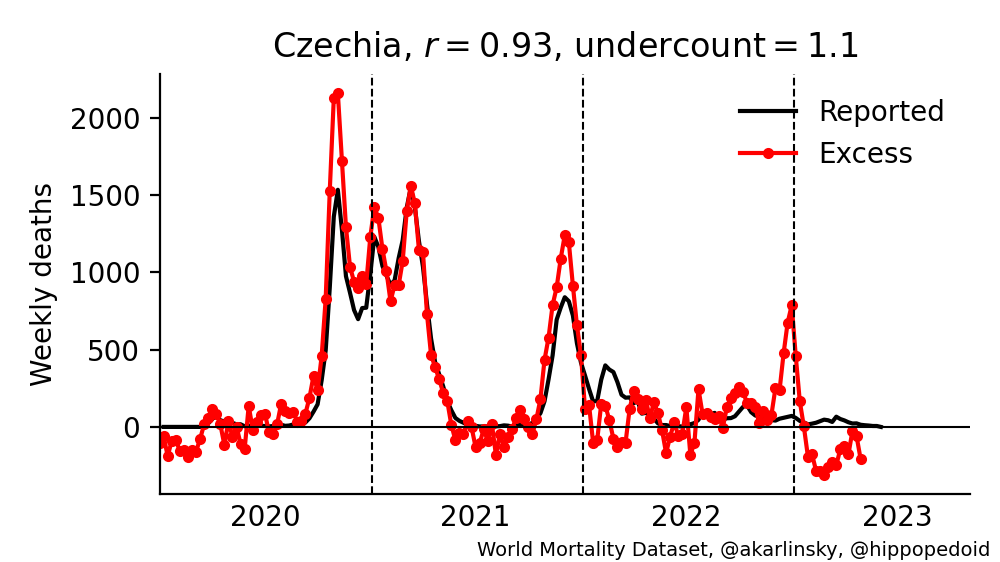 Czechia, r = 0.93, undercount = 1.1
Weekly deaths
2000
1500
1000
500
0
Reported
Excess
2020 2021 2022 2023
World Mortality Dataset, @akarlinsky, @hippopedoid